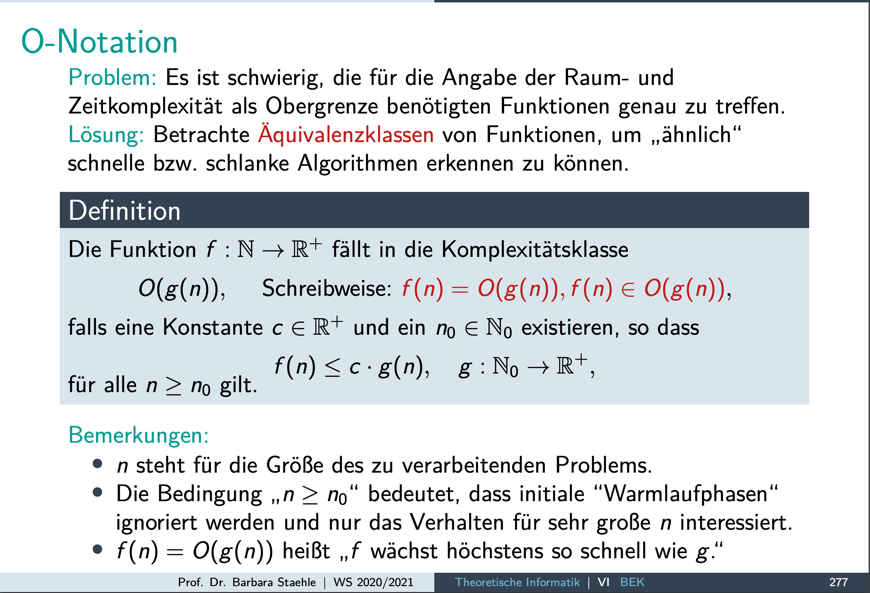 O-Notation
Problem: Es ist schwierig, die für die Angabe der Raum- und
Zeitkomplexität als Obergrenze benötigten Funktionen genau zu treffen.
Lösung: Betrachte Äquivalenzklassen von Funktionen, um „ähnlich“
schnelle bzw. schlanke Algorithmen erkennen zu können.
Definition
Die Funktion f : ℕ → ℝ⁺ fällt in die Komplexitätsklasse
O(g(n)), Schreibweise: f(n) = O(g(n)), f(n) ∈ O(g(n)),
falls eine Konstante c ∈ ℝ⁺ und ein n₀ ∈ ℕ₀ existieren, so dass
f(n) ≤ c · g(n), g : ℕ₀ → ℝ⁺,
für alle n ≥ n₀ gilt.
Bemerkungen:
• n steht für die Größe des zu verarbeitenden Problems.
• Die Bedingung „n ≥ n₀“ bedeutet, dass initiale “Warmlaufphasen“
ignoriert werden und nur das Verhalten für sehr große n interessiert.
• f(n) = O(g(n)) heißt „f wächst höchstens so schnell wie g.“
Prof. Dr. Barbara Staehle | WS 2020/2021 Theoretische Informatik | VI BEK 277